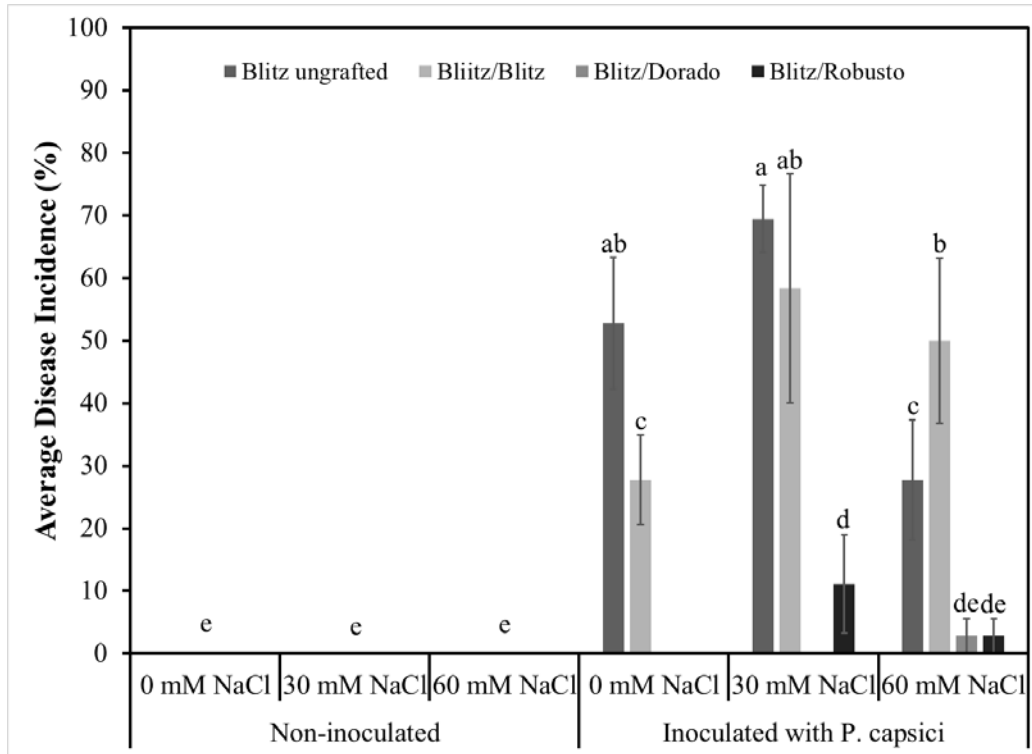 Average Disease Incidence (%)
100
90
80
70
60
50
40
30
20
10
0
Blitz ungrafted Bliitz/Blitz Blitz/Dorado Blitz/Robusto
e e e ab c a ab d c b de de
0 mM NaCl 30 mM NaCl 60 mM NaCl 0 mM NaCl 30 mM NaCl 60 mM NaCl
Non-inoculated Inoculated with P. capsici